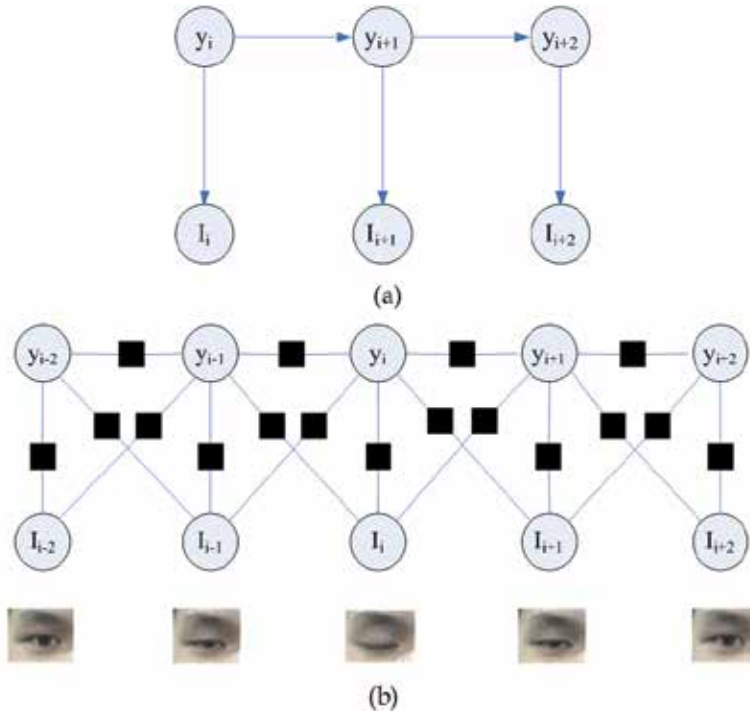 yᵢ yᵢ₊₁ yᵢ₊₂
Iᵢ Iᵢ₊₁ Iᵢ₊₂
(a)
yᵢ₋₂ yᵢ₋₁ yᵢ yᵢ₊₁ yᵢ₊₂
Iᵢ₋₂ Iᵢ₋₁ Iᵢ Iᵢ₊₁ Iᵢ₊₂
(b)